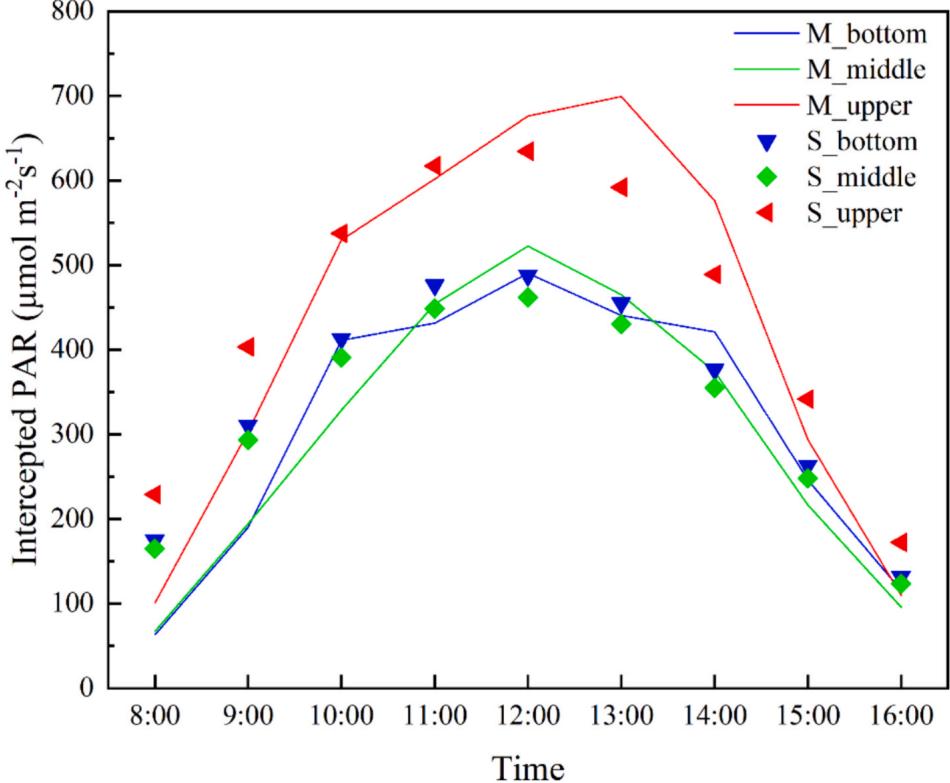 800
700
600
500
400
300
200
100
0
Intercepted PAR (μmol m⁻²s⁻¹)
M_bottom
M_middle
M_upper
S_bottom
S_middle
S_upper
8:00 9:00 10:00 11:00 12:00 13:00 14:00 15:00 16:00
Time